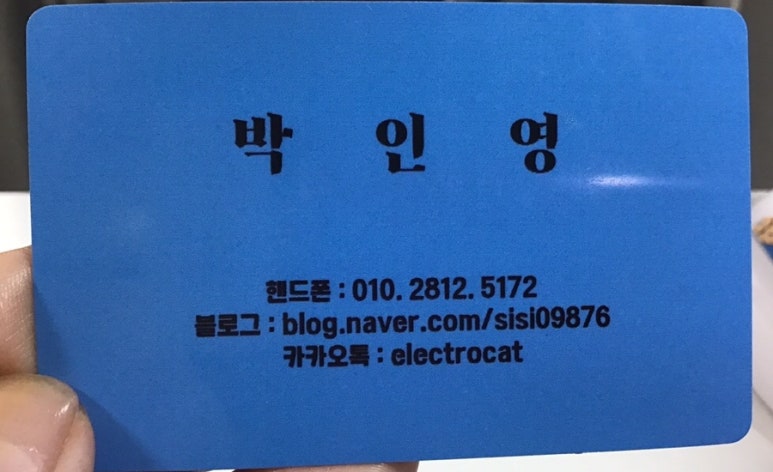 박 인 영
핸드폰 : 010. 2812. 5172
블로그 : blog.naver.com/sisi09876
카카오톡 : electrocat